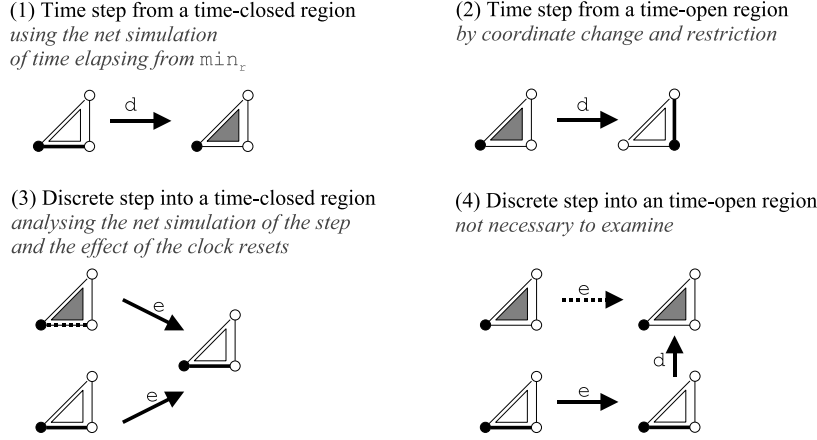 (1) Time step from a time-closed region
using the net simulation
of time elapsing from min_r
d
(2) Time step from a time-open region
by coordinate change and restriction
d
(3) Discrete step into a time-closed region
analysing the net simulation of the step
and the effect of the clock resets
e
e
(4) Discrete step into an time-open region
not necessary to examine
e
d
e